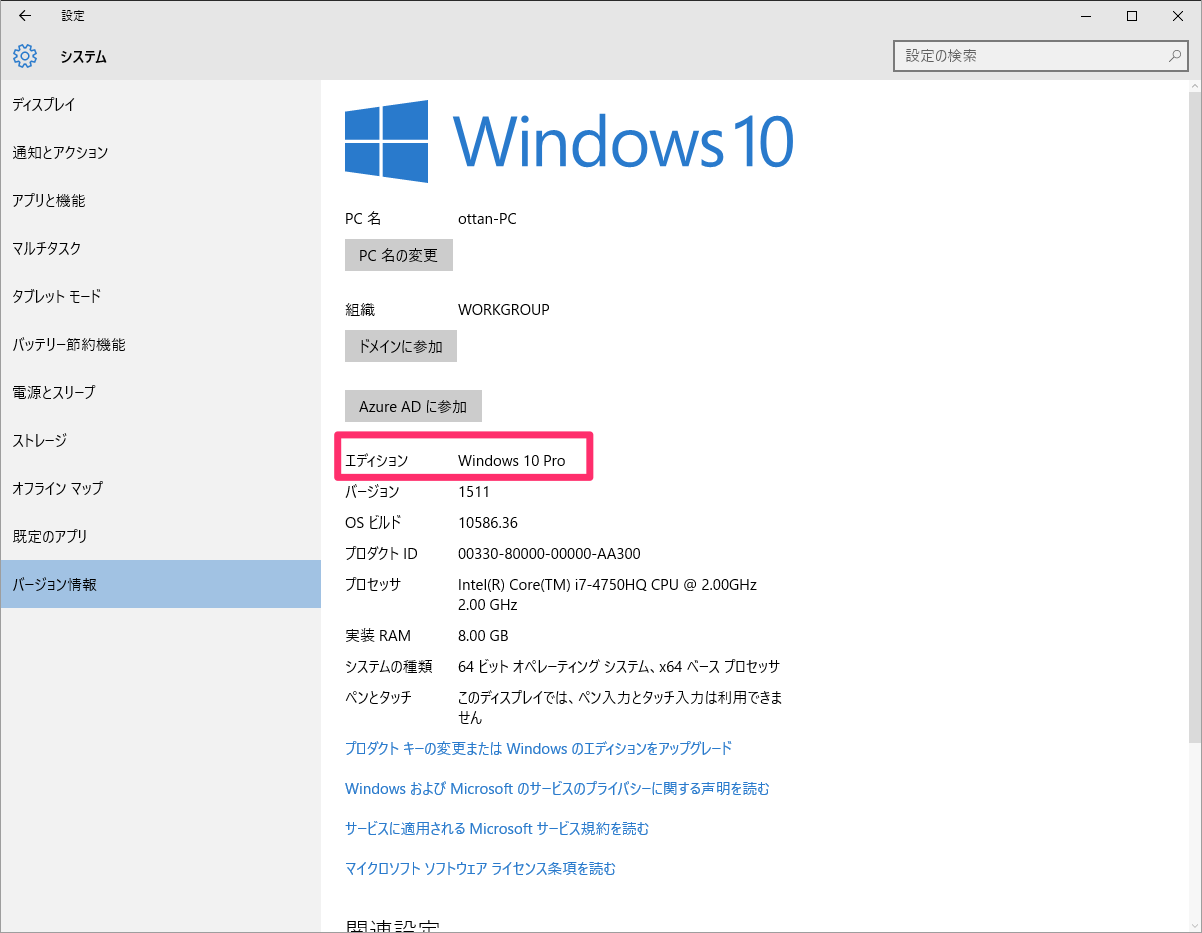 設定
システム
設定の検索
ディスプレイ
通知とアクション
アプリと機能
マルチタスク
タブレット モード
バッテリー節約機能
電源とスリープ
ストレージ
オフライン マップ
既定のアプリ
バージョン情報
Windows 10
PC 名 ottan-PC
PC 名の変更
組織 WORKGROUP
ドメインに参加
Azure AD に参加
エディション Windows 10 Pro
バージョン 1511
OS ビルド 10586.36
プロダクト ID 00330-80000-00000-AA300
プロセッサ Intel(R) Core(TM) i7-4750HQ CPU @ 2.00GHz
2.00 GHz
実装 RAM 8.00 GB
システムの種類 64 ビット オペレーティング システム、x64 ベース プロセッサ
ペンとタッチ このディスプレイでは、ペン入力とタッチ入力は利用できま
せん
プロダクト キーの変更または Windows のエディションをアップグレード
Windows および Microsoft のサービスのプライバシーに関する声明を読む
サービスに適用される Microsoft サービス規約を読む
マイクロソフト ソフトウェア ライセンス条項を読む
関連設定